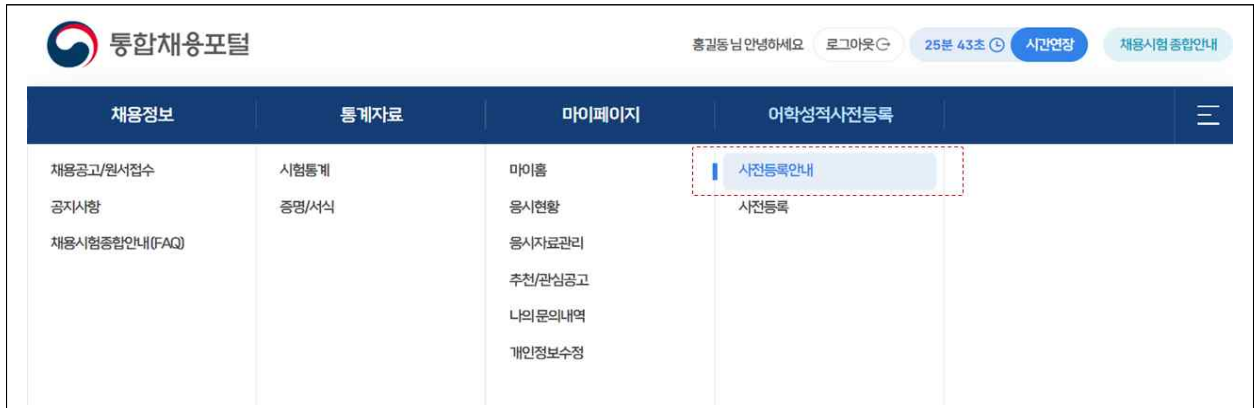 통합채용포털
홍길동 님 안녕하세요 로그아웃 25분 43초 시간연장 채용시험 종합안내
채용정보 통계자료 마이페이지 어학성적사전등록
채용공고/원서접수 시험통계 마이홈 사전등록안내
공지사항 증명/서식 응시현황 사전등록
채용시험종합안내(FAQ) 응시자료관리
추천/관심공고
나의 문의내역
개인정보수정